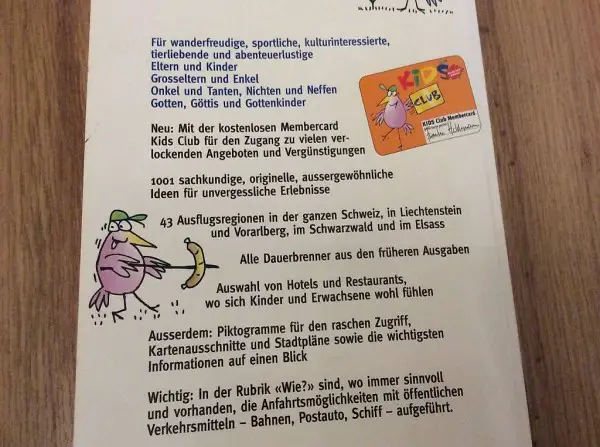 Für wanderfreudige, sportliche, kulturinteressierte,
tierliebende und abenteuerlustige
Eltern und Kinder
Grosseltern und Enkel
Onkel und Tanten, Nichten und Neffen
Gotten, Göttis und Gottenkinder
KiDS
CLUB
KIDS Club Membercard
Neu: Mit der kostenlosen Membercard
Kids Club für den Zugang zu vielen ver-
lockenden Angeboten und Vergünstigungen
1001 sachkundige, originelle, aussergewöhnliche
Ideen für unvergessliche Erlebnisse
43 Ausflugsregionen in der ganzen Schweiz, in Liechtenstein
und Vorarlberg, im Schwarzwald und im Elsass
Alle Dauerbrenner aus den früheren Ausgaben
Auswahl von Hotels und Restaurants,
wo sich Kinder und Erwachsene wohl fühlen
Ausserdem: Piktogramme für den raschen Zugriff,
Kartenausschnitte und Stadtpläne sowie die wichtigsten
Informationen auf einen Blick
Wichtig: In der Rubrik «Wie?» sind, wo immer sinnvoll
und vorhanden, die Anfahrtsmöglichkeiten mit öffentlichen
Verkehrsmitteln – Bahnen, Postauto, Schiff – aufgeführt.